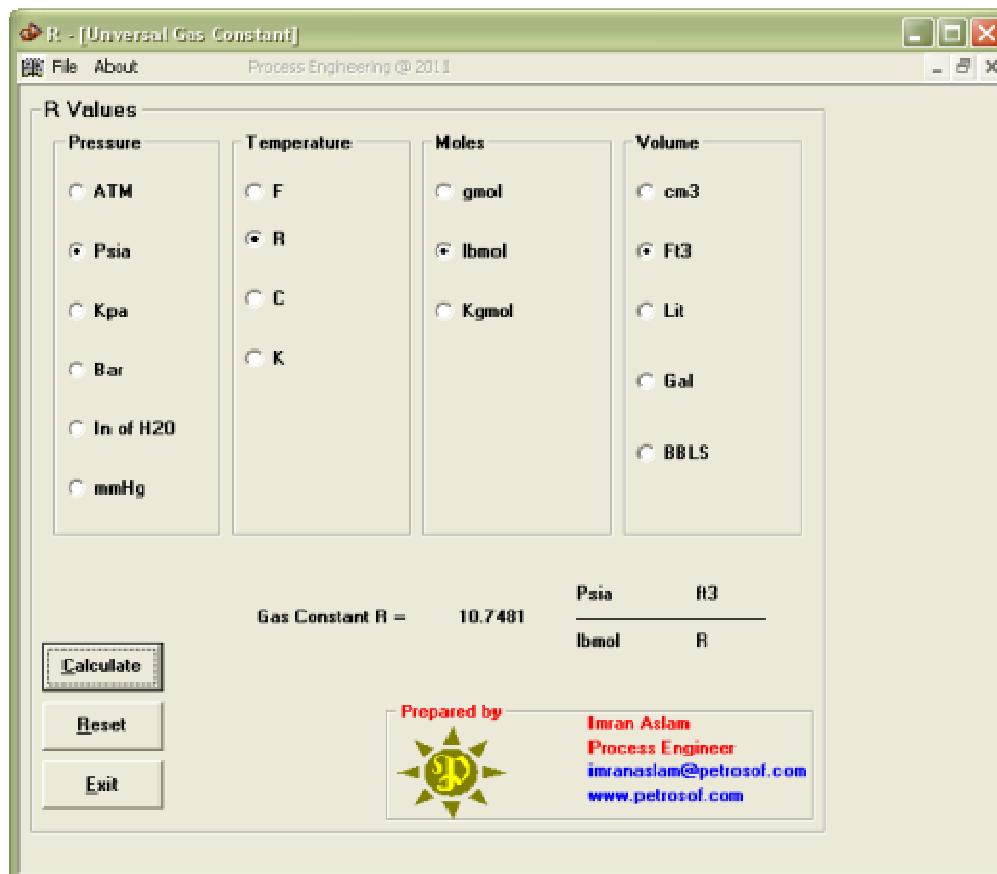 R - [Unversal Gas Constant]
File About Process Engineering @ 2011
R Values
Pressure
ATM
Psia
Kpa
Bar
In of H2O
mmHg
Temperature
F
R
C
K
Moles
gmol
lbmol
Kgmol
Volume
cm3
Ft3
Lit
Gal
BBLS
Gas Constant R = 10.7481
Psia ft3
lbmol R
Calculate
Reset
Exit
Prepared by
Imran Aslam
Process Engineer
imranaslam@petrosof.com
www.petrosof.com